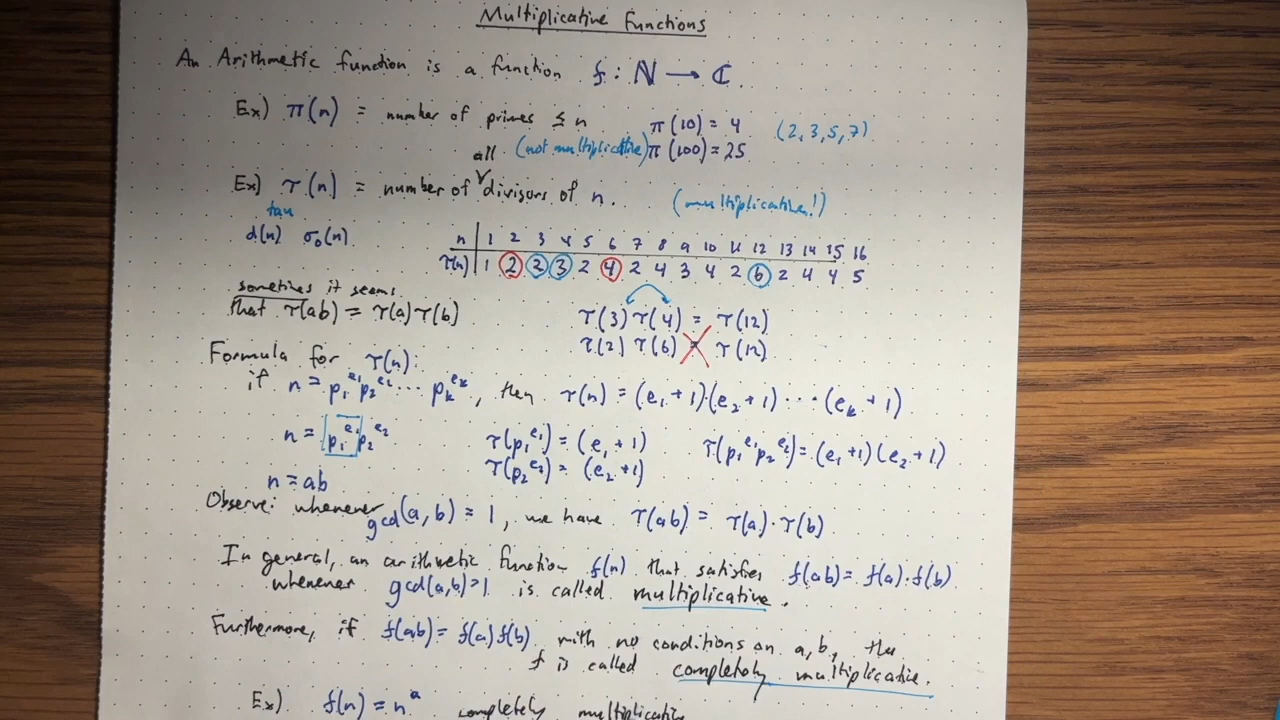 Multiplicative Functions
An Arithmetic function is a function f : ℕ → ℂ.
Ex) π(n) = number of primes ≤ n π(10) = 4 (2,3,5,7)
(not multiplicative) π(100) = 25
all
Ex) τ(n) = number of divisors of n. (multiplicative!)
tau
d(n) σ₀(n)
n 1 2 3 4 5 6 7 8 9 10 11 12 13 14 15 16
τ(n) 1 2 2 3 2 4 2 4 3 4 2 6 2 4 4 5
sometimes it seems
that τ(ab) = τ(a)τ(b)
τ(3)τ(4) = τ(12)
τ(2) τ(6) = τ(12)
Formula for τ(n):
if n = p₁^e₁ p₂^e₂ ... pₖ^eₖ, then τ(n) = (e₁+1)·(e₂+1) ··· (eₖ+1)
n = p₁^e₁ p₂^e₂ τ(p₁^e₁) = (e₁+1) τ(p₁^e₁ p₂^e₂) = (e₁+1)(e₂+1)
τ(p₂^e₂) = (e₂+1)
n = ab
Observe: whenever gcd(a,b) = 1, we have τ(ab) = τ(a)·τ(b)
In general, an arithmetic function f(n) that satisfies f(ab) = f(a)·f(b)
whenever gcd(a,b)=1 is called multiplicative.
Furthermore, if f(ab) = f(a)f(b) with no conditions on a, b, the
f is called completely multiplicative.
Ex) f(n) = n^a completely multiplicative